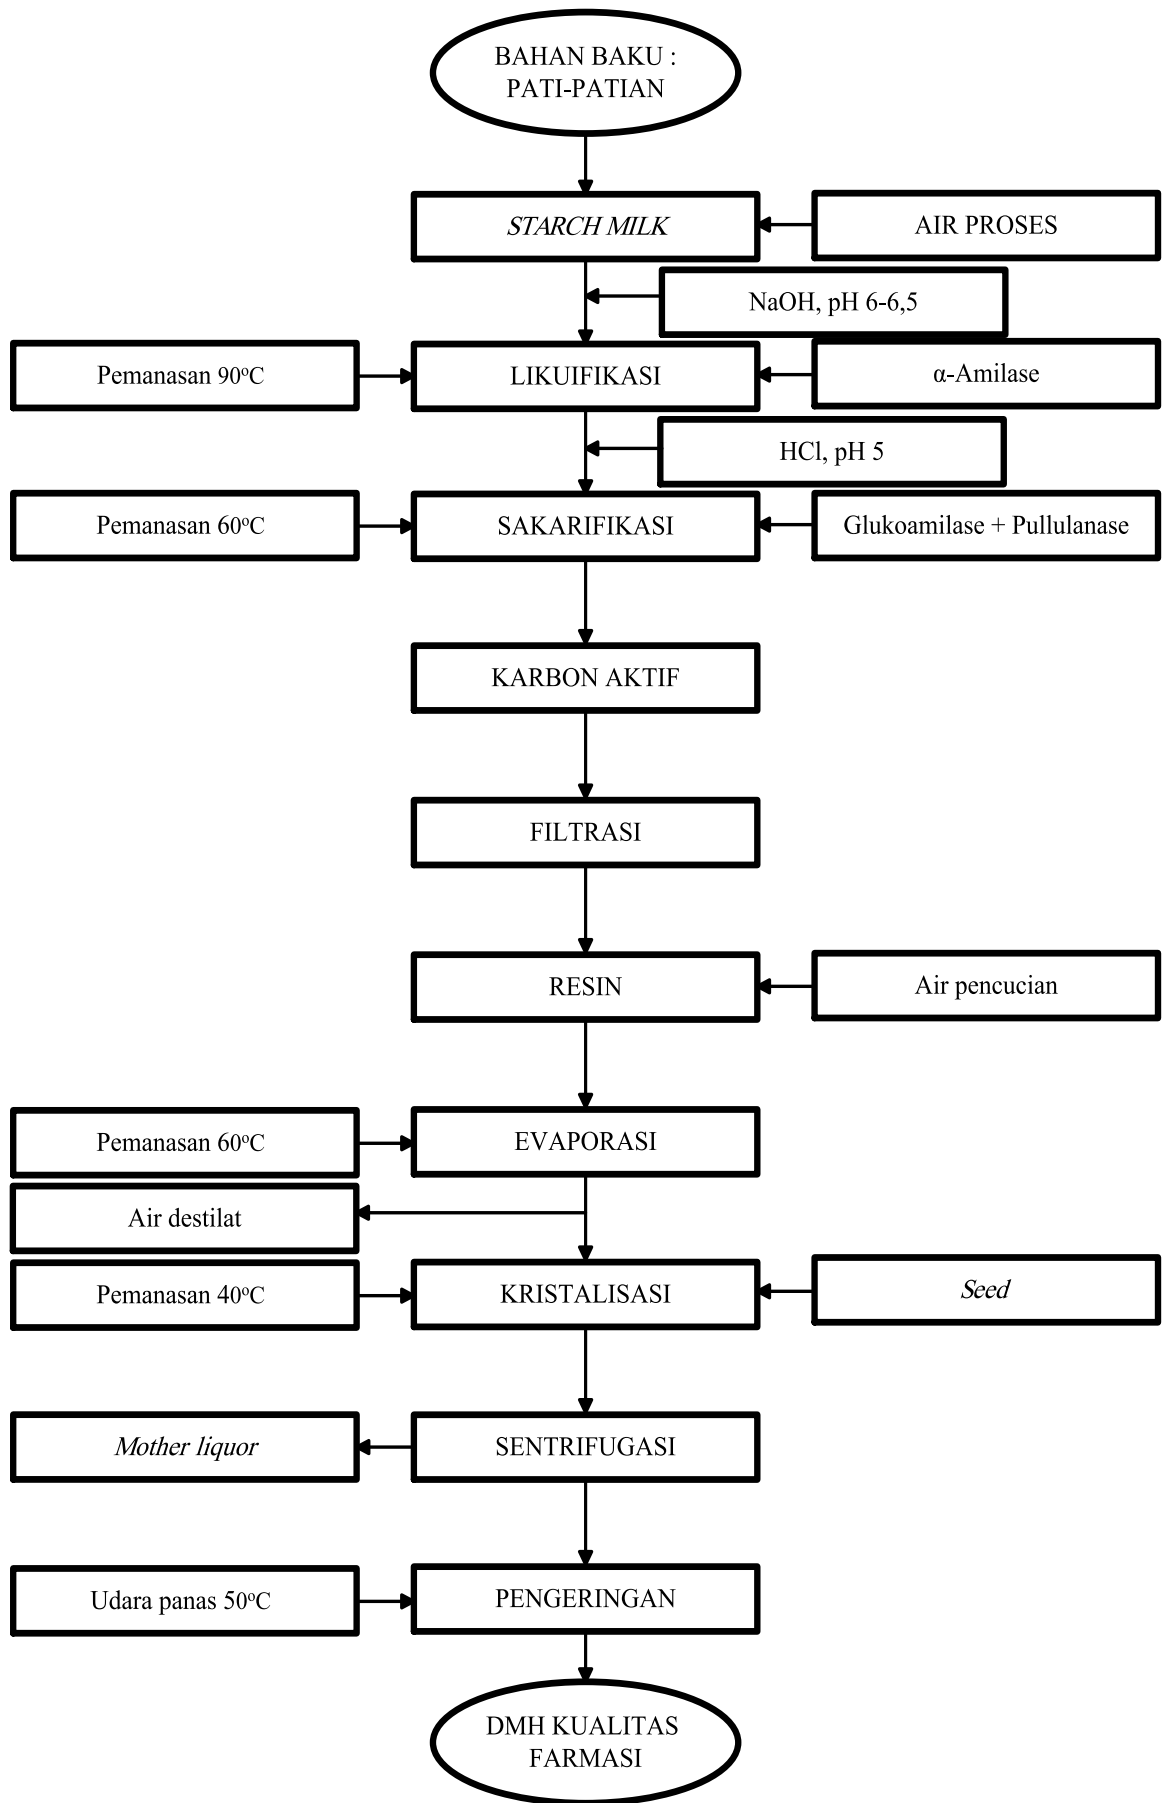 BAHAN BAKU :
PATI-PATIAN
STARCH MILK
AIR PROSES
NaOH, pH 6-6,5
Pemanasan 90°C
LIKUIFIKASI
α-Amilase
HCl, pH 5
Pemanasan 60°C
SAKARIFIKASI
Glukoamilase + Pullulanase
KARBON AKTIF
FILTRASI
RESIN
Air pencucian
Pemanasan 60°C
EVAPORASI
Air destilat
Pemanasan 40°C
KRISTALISASI
Seed
Mother liquor
SENTRIFUGASI
Udara panas 50°C
PENGERINGAN
DMH KUALITAS
FARMASI